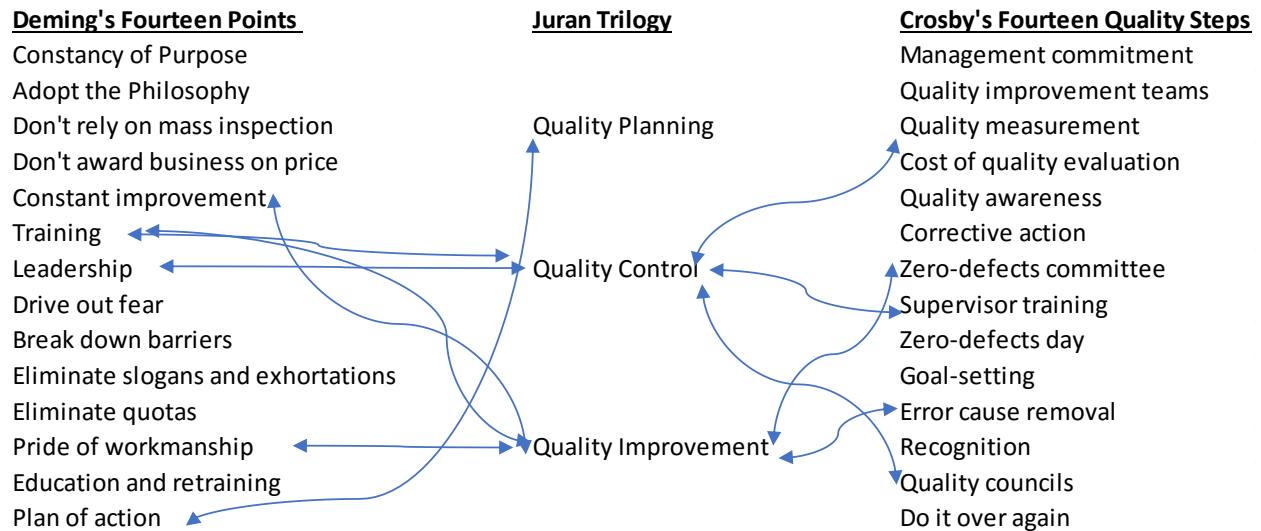 Deming's Fourteen Points Juran Trilogy Crosby's Fourteen Quality Steps
Constancy of Purpose Management commitment
Adopt the Philosophy Quality improvement teams
Don't rely on mass inspection Quality Planning Quality measurement
Don't award business on price Cost of quality evaluation
Constant improvement Quality awareness
Training Corrective action
Leadership Quality Control Zero-defects committee
Drive out fear Supervisor training
Break down barriers Zero-defects day
Eliminate slogans and exhortations Goal-setting
Eliminate quotas Error cause removal
Pride of workmanship Quality Improvement Recognition
Education and retraining Quality councils
Plan of action Do it over again